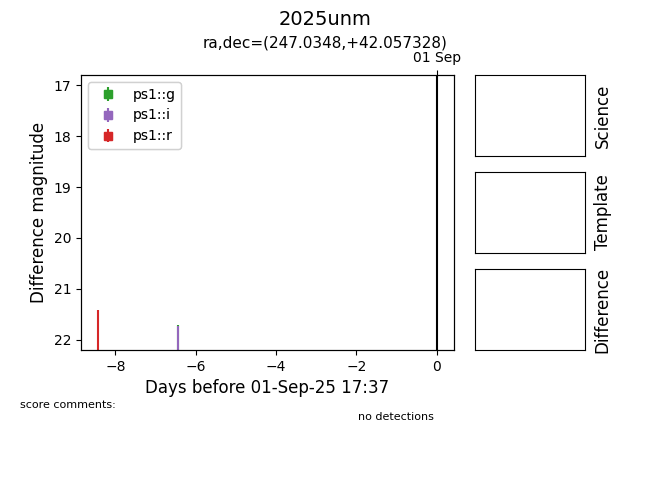 2025unm
ra,dec=(247.0348,+42.057328)
01 Sep
17
18
19
20
21
22
Difference magnitude
ps1::g
ps1::i
ps1::r
−8
−6
−4
−2
0
Days before 01-Sep-25 17:37
Science
Template
Difference
score comments:
no detections